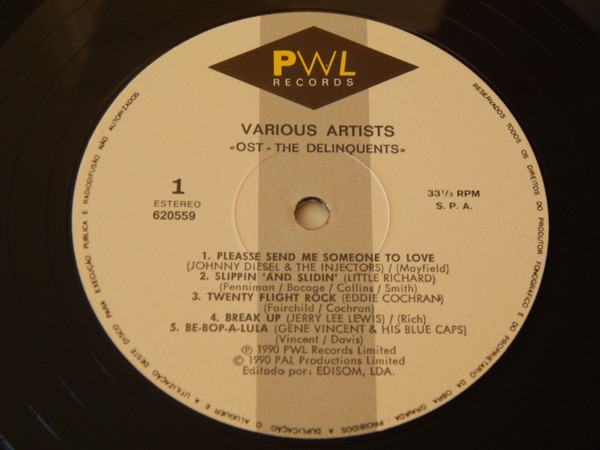 PWL
RECORDS
VARIOUS ARTISTS
«OST - THE DELINQUENTS»
1
ESTEREO
620559
33 1/3 RPM
S. P. A.
1. PLEASSE SEND ME SOMEONE TO LOVE
(JOHNNY DIESEL & THE INJECTORS) / (Mayfield)
2. SLIPPIN 'AND SLIDIN' (LITTLE RICHARD)
(Penniman / Bocage / Collins / Smith)
3. TWENTY FLIGHT ROCK (EDDIE COCHRAN)
(Fairchild / Cochran)
4. BREAK UP (JERRY LEE LEWIS) / (Rich)
5. BE-BOP-A-LULA (GENE VINCENT & HIS BLUE CAPS)
(Vincent / Davis)
Ⓟ 1990 PWL Records Limited
© 1990 PAL Productions Limited
Editado por: EDISOM, LDA.
RESERVADOS TODOS OS DIREITOS DO PRODUTOR FONOGRÁFICO E DO PROPRIETÁRIO DA OBRA GRAVADA · PROIBIDOS A DUPLICAÇÃO O ALUGUER E A UTILIZAÇÃO DESTE DISCO PARA EXECUÇÃO PUBLICA E RADIODIFUSÃO NÃO AUTORIZADOS